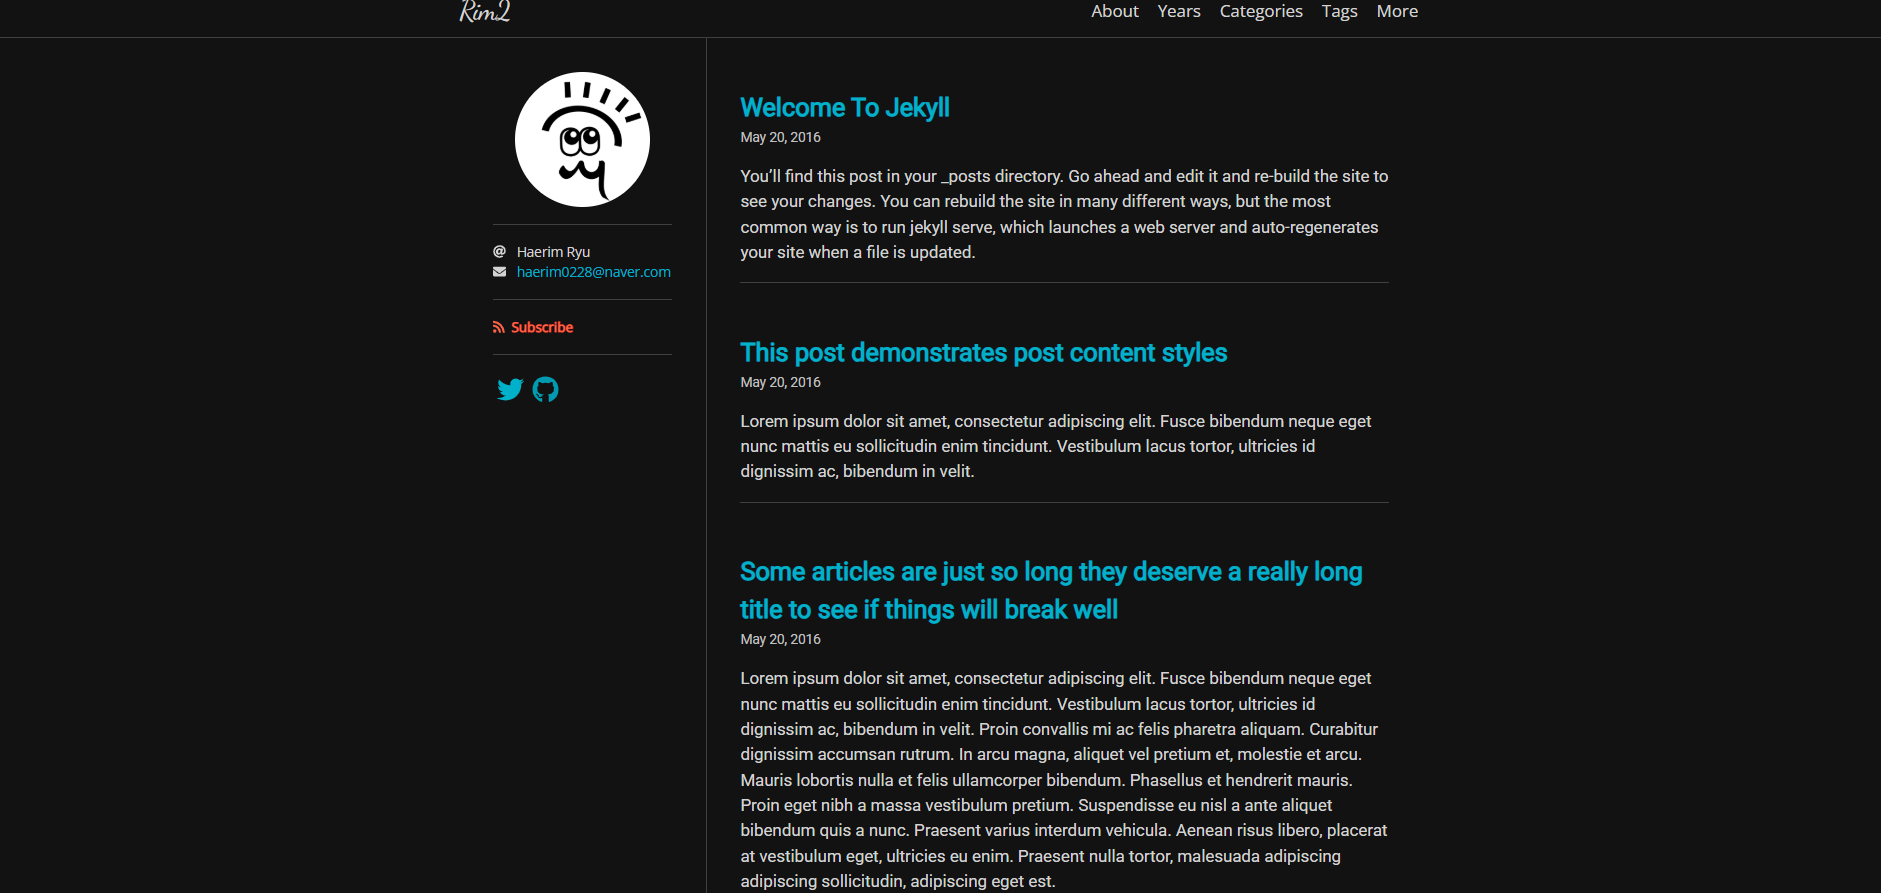 Rim2
About Years Categories Tags More
Haerim Ryu
haerim0228@naver.com
Subscribe
Welcome To Jekyll
May 20, 2016
You’ll find this post in your _posts directory. Go ahead and edit it and re-build the site to
see your changes. You can rebuild the site in many different ways, but the most
common way is to run jekyll serve, which launches a web server and auto-regenerates
your site when a file is updated.
This post demonstrates post content styles
May 20, 2016
Lorem ipsum dolor sit amet, consectetur adipiscing elit. Fusce bibendum neque eget
nunc mattis eu sollicitudin enim tincidunt. Vestibulum lacus tortor, ultricies id
dignissim ac, bibendum in velit.
Some articles are just so long they deserve a really long
title to see if things will break well
May 20, 2016
Lorem ipsum dolor sit amet, consectetur adipiscing elit. Fusce bibendum neque eget
nunc mattis eu sollicitudin enim tincidunt. Vestibulum lacus tortor, ultricies id
dignissim ac, bibendum in velit. Proin convallis mi ac felis pharetra aliquam. Curabitur
dignissim accumsan rutrum. In arcu magna, aliquet vel pretium et, molestie et arcu.
Mauris lobortis nulla et felis ullamcorper bibendum. Phasellus et hendrerit mauris.
Proin eget nibh a massa vestibulum pretium. Suspendisse eu nisl a ante aliquet
bibendum quis a nunc. Praesent varius interdum vehicula. Aenean risus libero, placerat
at vestibulum eget, ultricies eu enim. Praesent nulla tortor, malesuada adipiscing
adipiscing sollicitudin, adipiscing eget est.